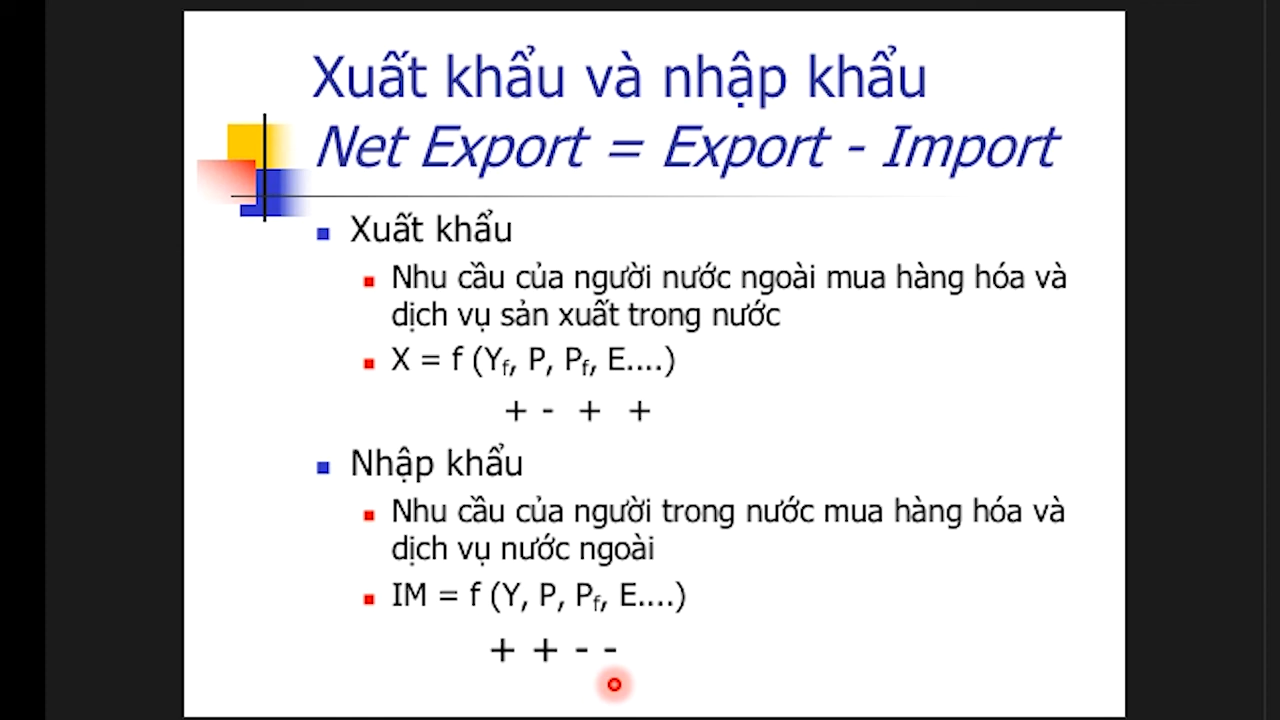 Xuất khẩu và nhập khẩu
Net Export = Export - Import
Xuất khẩu
Nhu cầu của người nước ngoài mua hàng hóa và
dịch vụ sản xuất trong nước
X = f (Yf, P, Pf, E....)
+ - + +
Nhập khẩu
Nhu cầu của người trong nước mua hàng hóa và
dịch vụ nước ngoài
IM = f (Y, P, Pf, E....)
+ + - -